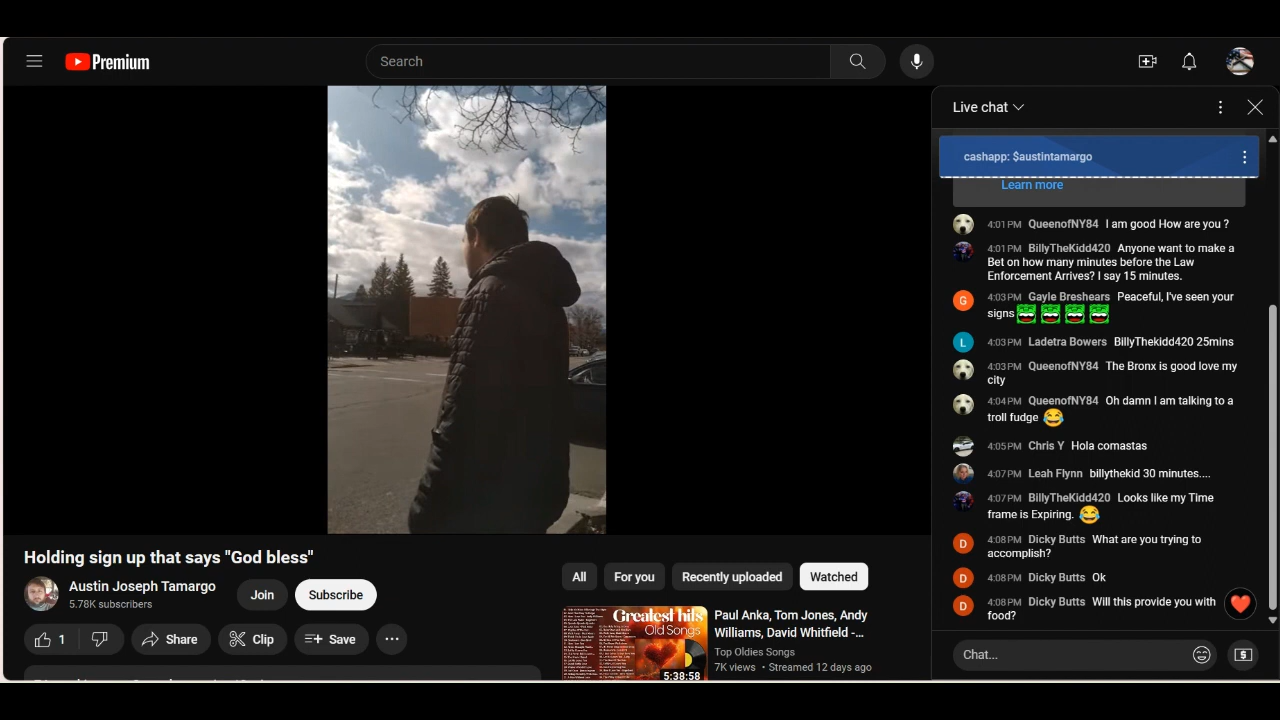 Premium
Search
Live chat
cashapp: $austintamargo
Learn more
4:01 PM QueenofNY84 I am good How are you ?
4:01 PM BillyTheKidd420 Anyone want to make a
Bet on how many minutes before the Law
Enforcement Arrives? I say 15 minutes.
G
4:03 PM Gayle Breshears Peaceful, I've seen your
signs
L
4:03 PM Ladetra Bowers BillyThekidd420 25mins
4:03 PM QueenofNY84 The Bronx is good love my
city
4:04 PM QueenofNY84 Oh damn I am talking to a
troll fudge
4:05 PM Chris Y Hola comastas
4:07 PM Leah Flynn billythekid 30 minutes....
4:07 PM BillyTheKidd420 Looks like my Time
frame is Expiring.
D
4:08 PM Dicky Butts What are you trying to
accomplish?
D
4:08 PM Dicky Butts Ok
D
4:08 PM Dicky Butts Will this provide you with
food?
Chat...
Holding sign up that says "God bless"
Austin Joseph Tamargo
5.78K subscribers
Join
Subscribe
1
Share
Clip
Save
All
For you
Recently uploaded
Watched
Greatest hits
Old Songs
5:38:58
Paul Anka, Tom Jones, Andy
Williams, David Whitfield -...
Top Oldies Songs
7K views • Streamed 12 days ago